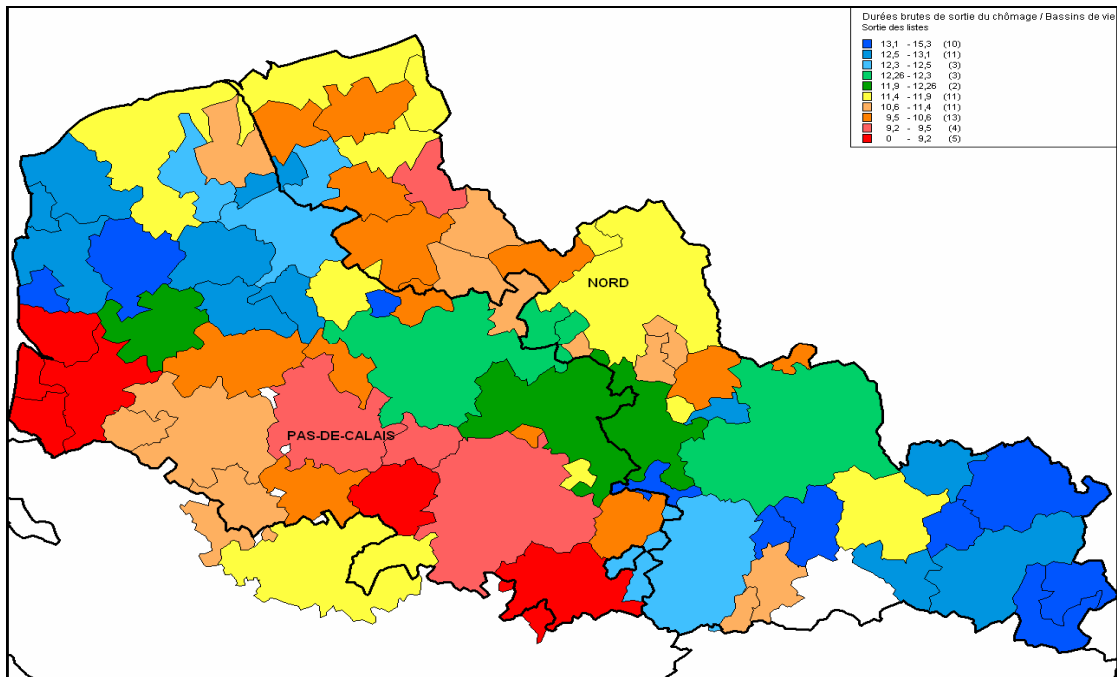 Durées brutes de sortie du chômage / Bassins de vie
Sortie des listes
13,1 - 15,3 (10)
12,5 - 13,1 (11)
12,3 - 12,5 (3)
12,26 - 12,3 (3)
11,9 - 12,26 (2)
11,4 - 11,9 (11)
10,6 - 11,4 (11)
9,5 - 10,6 (13)
9,2 - 9,5 (4)
0 - 9,2 (5)
NORD
PAS-DE-CALAIS